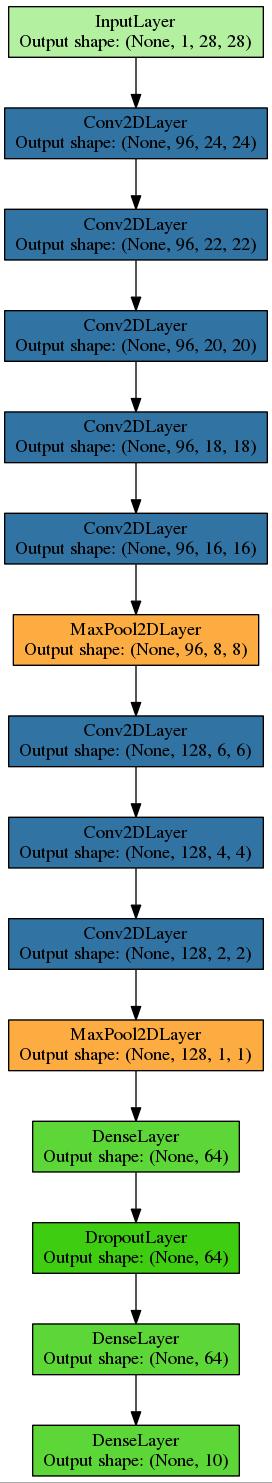 InputLayer
Output shape: (None, 1, 28, 28)
Conv2DLayer
Output shape: (None, 96, 24, 24)
Conv2DLayer
Output shape: (None, 96, 22, 22)
Conv2DLayer
Output shape: (None, 96, 20, 20)
Conv2DLayer
Output shape: (None, 96, 18, 18)
Conv2DLayer
Output shape: (None, 96, 16, 16)
MaxPool2DLayer
Output shape: (None, 96, 8, 8)
Conv2DLayer
Output shape: (None, 128, 6, 6)
Conv2DLayer
Output shape: (None, 128, 4, 4)
Conv2DLayer
Output shape: (None, 128, 2, 2)
MaxPool2DLayer
Output shape: (None, 128, 1, 1)
DenseLayer
Output shape: (None, 64)
DropoutLayer
Output shape: (None, 64)
DenseLayer
Output shape: (None, 64)
DenseLayer
Output shape: (None, 10)